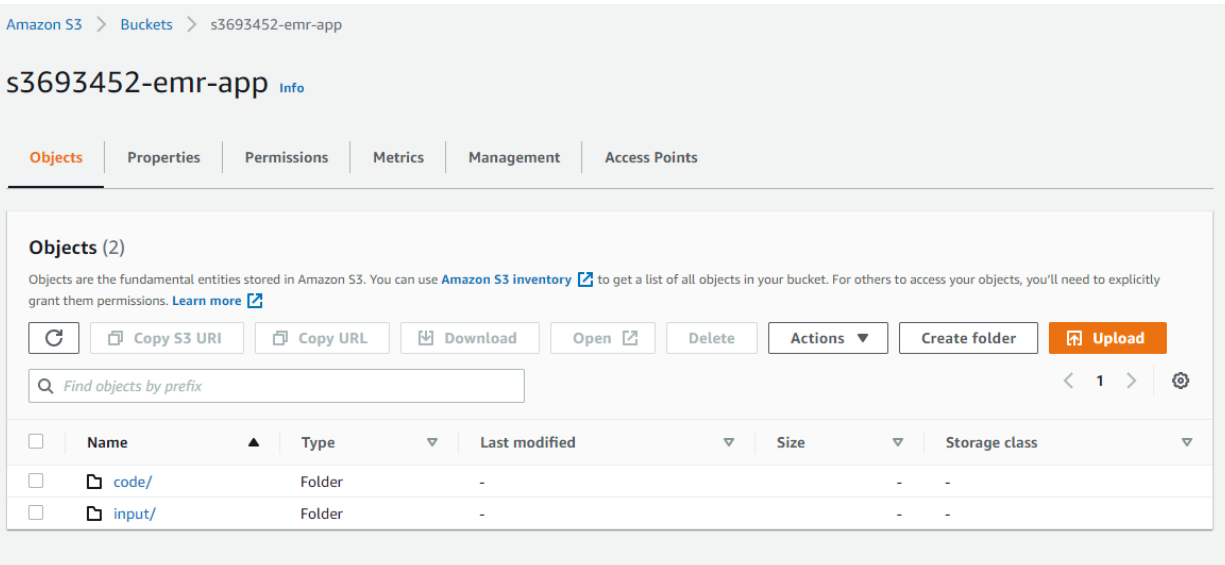 Amazon S3 > Buckets > s3693452-emr-app
s3693452-emr-app Info
Objects Properties Permissions Metrics Management Access Points
Objects (2)
Objects are the fundamental entities stored in Amazon S3. You can use Amazon S3 inventory to get a list of all objects in your bucket. For others to access your objects, you'll need to explicitly
grant them permissions. Learn more
Copy S3 URI Copy URL Download Open Delete Actions Create folder Upload
Find objects by prefix
< 1 >
Name Type Last modified Size Storage class
code/ Folder - - -
input/ Folder - - -